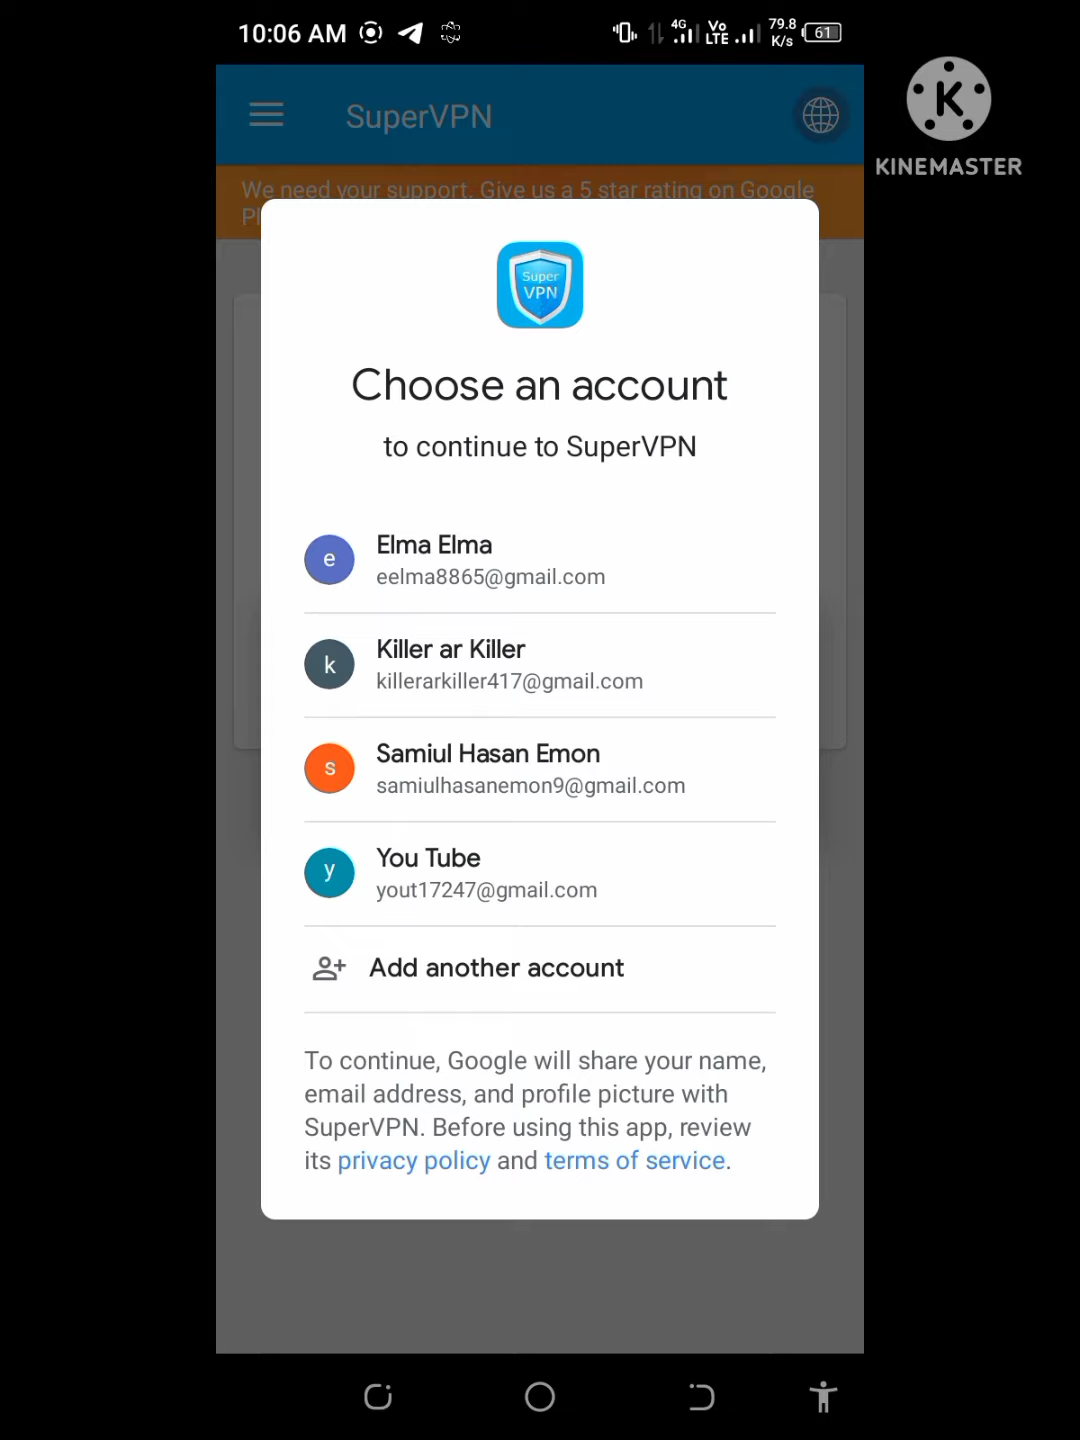 10:06 AM
4G
Vo
LTE
79.8
K/s
61
KINEMASTER
SuperVPN
We need your support. Give us a 5 star rating on Google
Super
VPN
Choose an account
to continue to SuperVPN
e
Elma Elma
eelma8865@gmail.com
k
Killer ar Killer
killerarkiller417@gmail.com
s
Samiul Hasan Emon
samiulhasanemon9@gmail.com
y
You Tube
yout17247@gmail.com
Add another account
To continue, Google will share your name,
email address, and profile picture with
SuperVPN. Before using this app, review
its privacy policy and terms of service.